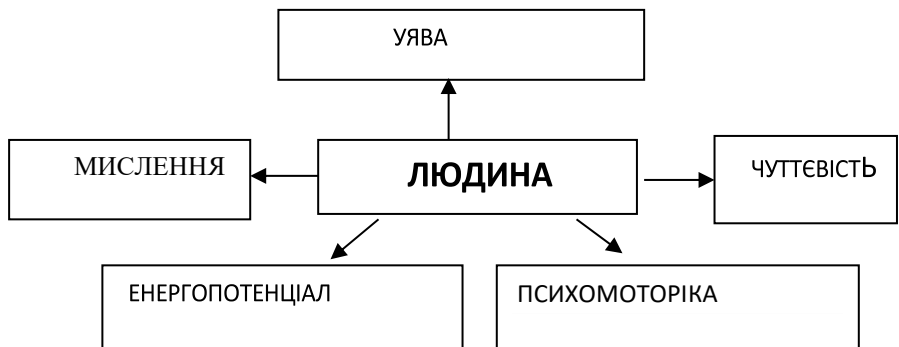 УЯВА
МИСЛЕННЯ
ЛЮДИНА
ЧУТТЄВІСТЬ
ЕНЕРГОПОТЕНЦІАЛ
ПСИХОМОТОРІКА